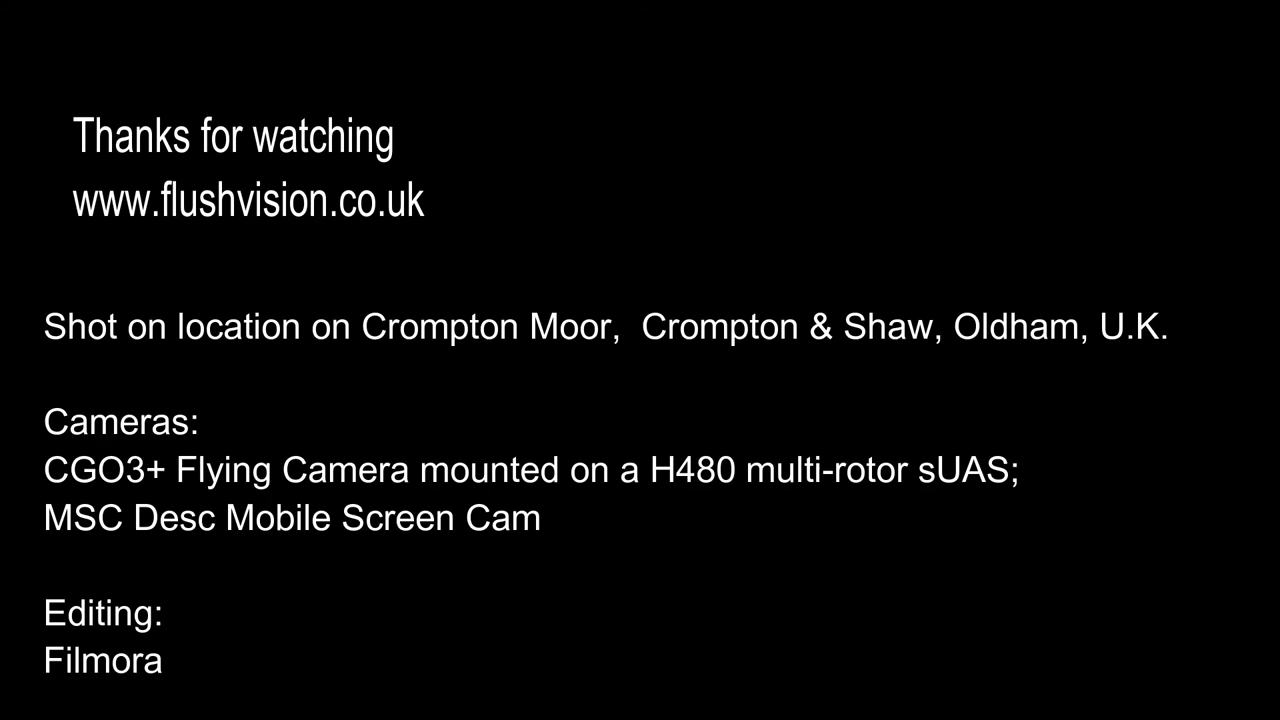 Thanks for watching
www.flushvision.co.uk
Shot on location on Crompton Moor,  Crompton & Shaw, Oldham, U.K.
Cameras:
CGO3+ Flying Camera mounted on a H480 multi-rotor sUAS;
MSC Desc Mobile Screen Cam
Editing:
Filmora